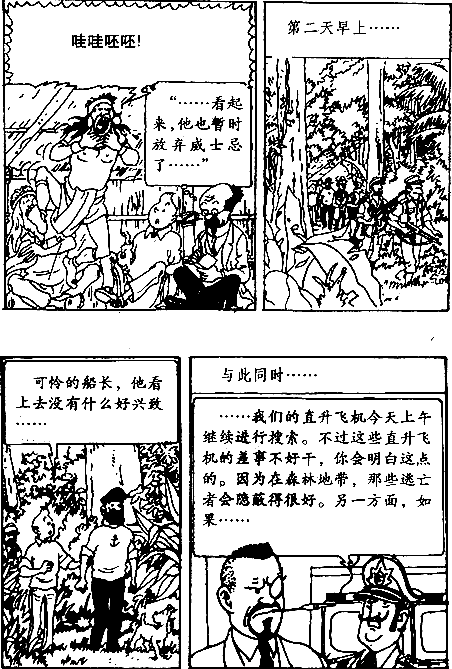 哇哇呸呸!
“……看起
来,他也暂时
放弃威士忌
了……”
第二天早上……
可怜的船长，他看
上去没有什么好兴致
……
与此同时……
……我们的直升飞机今天上午
继续进行搜索。不过这些直升飞
机的差事不好干，你会明白这点
的。因为在森林地带，那些逃亡
者会隐蔽得很好。另一方面，如
果……